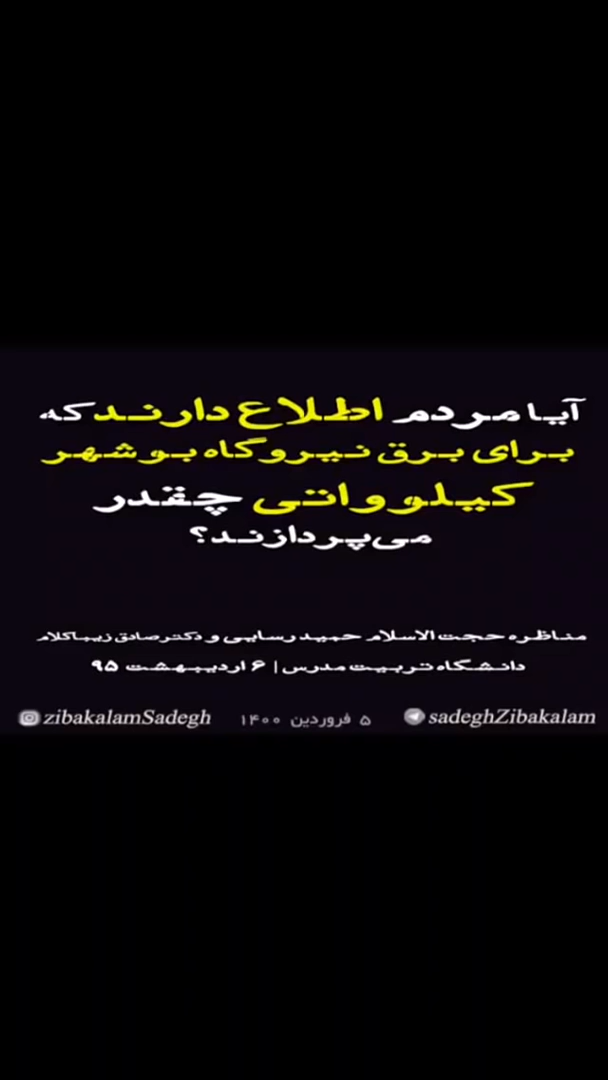 آیا مردم اطلاع دارند که
برای برق نیروگاه بوشهر
کیلوواتی چقدر
می‌پردازند؟
مناظره حجت الاسلام حمید رسایی و دکتر صادق زیباکلام
دانشگاه تربیت مدرس | ۶ اردیبهشت ۹۵
zibakalamSadegh ۵ فروردین ۱۴۰۰ sadeghZibakalam